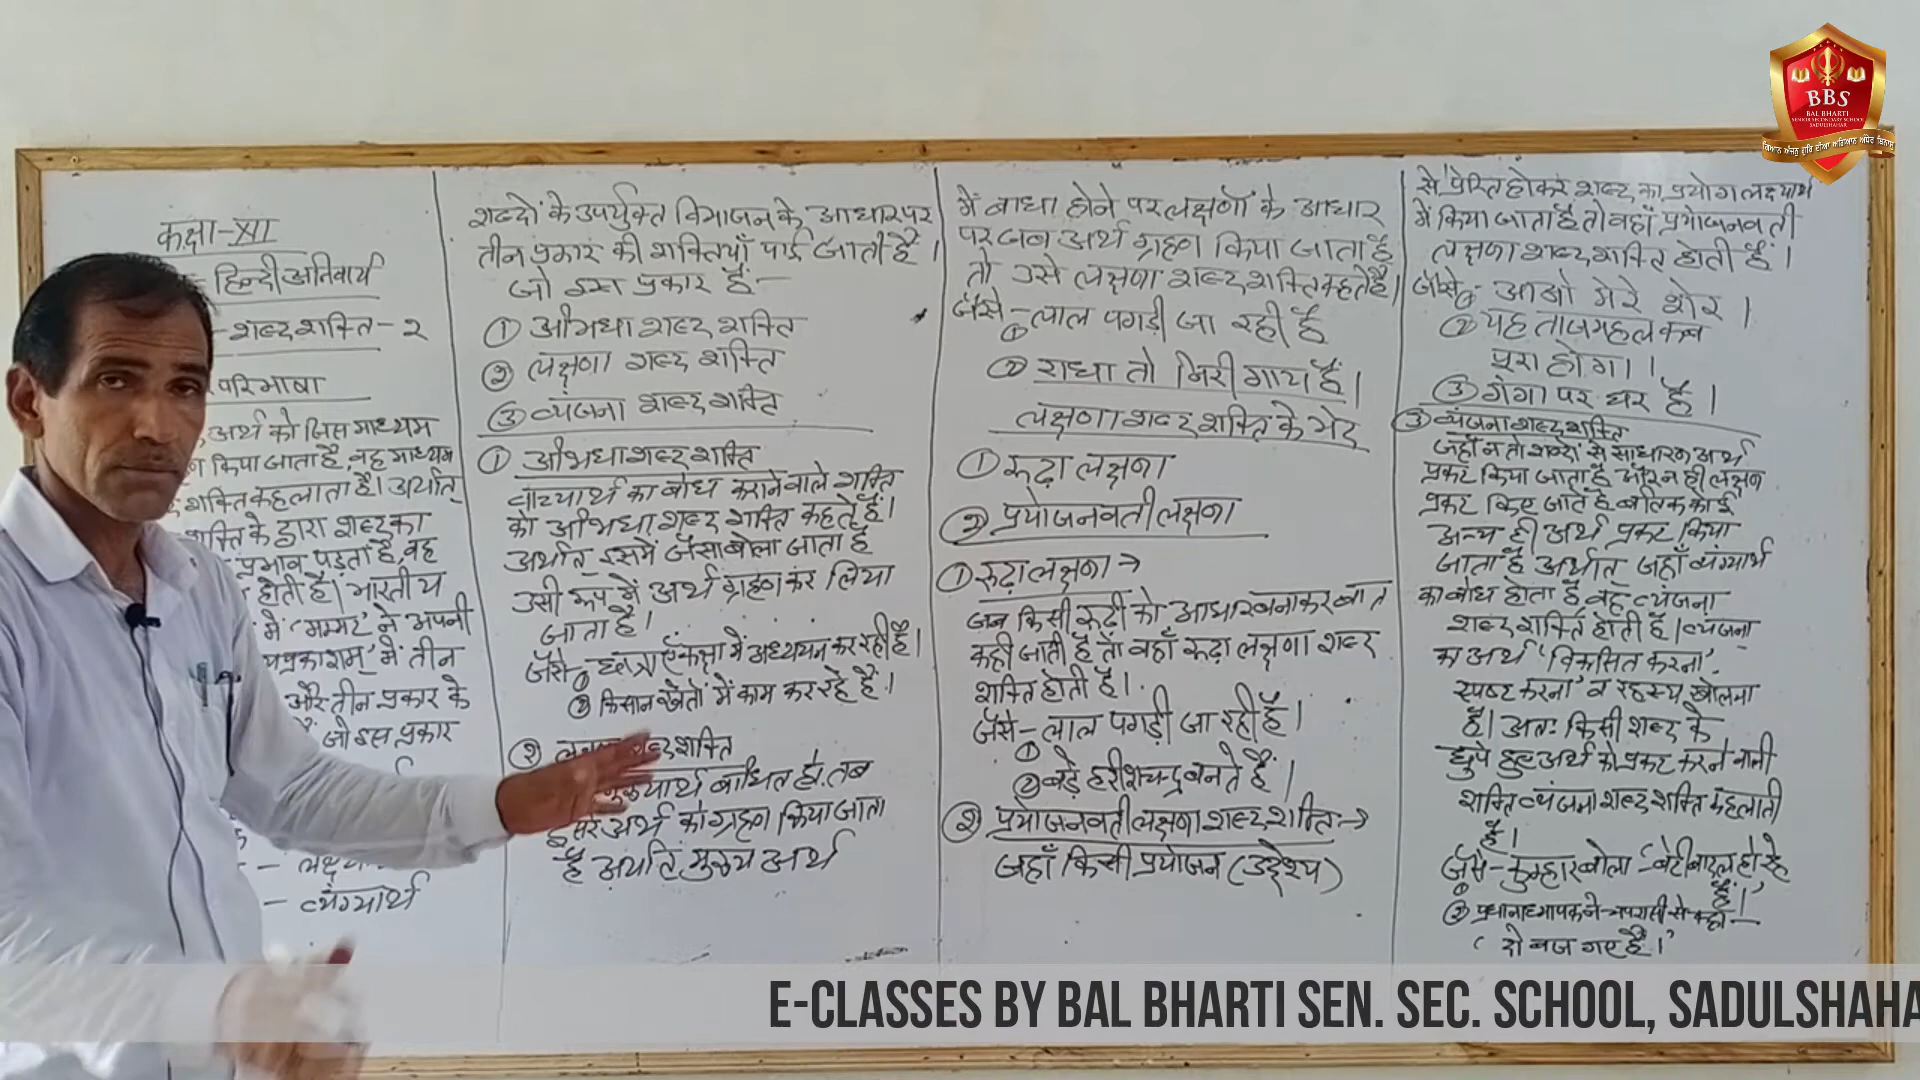 कक्षा-XII
हिन्दी अनिवार्य
-शब्द शक्ति-२
परिभाषा
अर्थ को जिस माध्यम
किया जाता है, वह माध्यम
शक्ति कहलाता है। अर्थात्
शक्ति के द्वारा शब्द का
प्रभाव पड़ता है, वह
होती है। भारतीय
में 'मम्मट' ने अपनी
में तीन
और तीन प्रकार के
जो इस प्रकार
- व्यंग्यार्थ
शब्दों के उपर्युक्त विभाजन के आधार पर
तीन प्रकार की शक्तियाँ पाई जाती है।
जो इस प्रकार हैं-
① अभिधा शब्द शक्ति
② लक्षणा शब्द शक्ति
③ व्यंजना शब्द शक्ति
① अभिधा शब्द शक्ति
वाच्यार्थ का बोध कराने वाले शक्ति
को अभिधा शब्द शक्ति कहते हैं।
अर्थात् इसमें जैसा बोला जाता है
उसी रूप में अर्थ ग्रहण कर लिया
जाता है।
जैसे- ① छात्राएँ कक्षा में अध्ययन कर रही है।
② किसान खेतों में काम कर रहे हैं।
② शब्द शक्ति
मुख्यार्थ बाधित हो, तब
दूसरे अर्थ को ग्रहण किया जाता
है अर्थात् मुख्य अर्थ
में बाधा होने पर लक्षणों के आधार
पर जब अर्थ ग्रहण किया जाता है
तो उसे लक्षणा शब्द शक्ति कहते है।
जैसे- ① लाल पगड़ी जा रही है
② राधा तो निरी गाय है।
लक्षणा शब्द शक्ति के भेद
① रूढ़ा लक्षणा
② प्रयोजनवती लक्षणा
① रूढ़ा लक्षणा →
जब किसी रूढ़ी को आधार बनाकर बात
कही जाती है तो वहाँ रूढ़ा लक्षणा शब्द
शक्ति होती है।
जैसे- ① लाल पगड़ी जा रही है।
② बड़े हरीशचन्द्र बनते हैं।
② प्रयोजनवती लक्षणा शब्द शक्ति:→
जहाँ किसी प्रयोजन (उद्देश्य)
से प्रेरित होकर शब्द का प्रयोग लक्ष्यार्थ
में किया जाता है तो वहाँ प्रयोजनवती
लक्षणा शब्द शक्ति होती है।
जैसे- ① आओ मेरे शेर।
② यह ताजमहल कब
पूरा होगा।
③ गंगा पर घर है।
③ व्यंजना शब्द शक्ति
जहाँ न तो शब्दों से साधारण अर्थ
प्रकट किया जाता है और न ही लक्षण
प्रकट किए जाते है बल्कि कोई
अन्य ही अर्थ प्रकट किया
जाता है अर्थात् जहाँ व्यंग्यार्थ
का बोध होता है वह व्यंजना
शब्द शक्ति होती है। व्यंजना
का अर्थ 'विकसित करना',
स्पष्ट करना' व रहस्य खोलना
है। अतः किसी शब्द के
छुपे हुए अर्थ को प्रकट करने वाली
शक्ति व्यंजना शब्द शक्ति कहलाती
है।
जैसे- ① कुम्हार बोला - 'बेटी बादल हो रहे
है।'
② प्रधानाध्यापक ने चपरासी से कहा -
'दो बज गए है।'
BBS
BAL BHARTI
SENIOR SECONDARY SCHOOL
SADULSHAHAR
E-CLASSES BY BAL BHARTI SEN. SEC. SCHOOL, SADULSHAHA